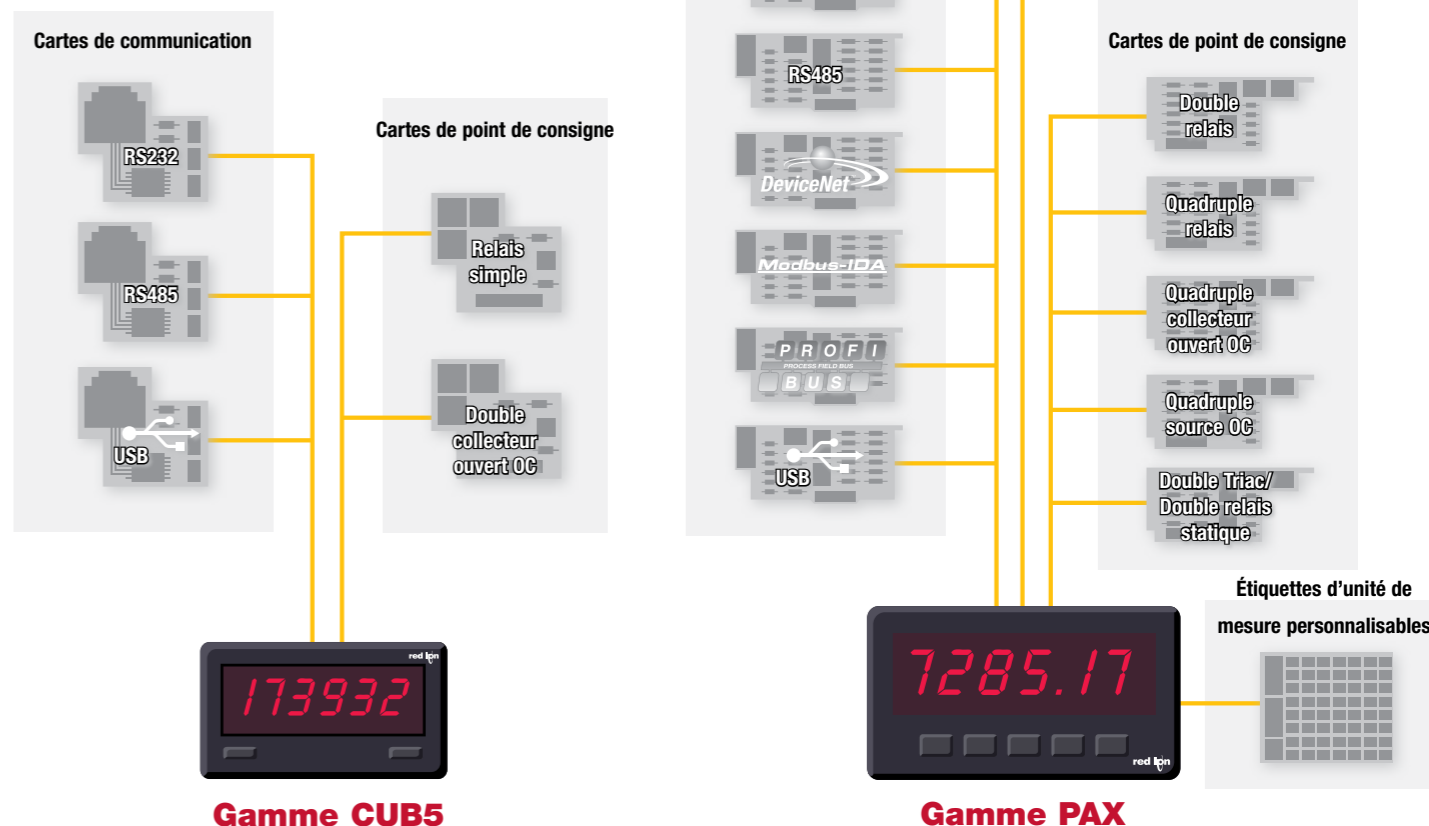 Cartes de communication
RS232
RS485
USB
Cartes de point de consigne
Relais
simple
Double
collecteur
ouvert OC
red lion
173932
Gamme CUB5
RS485
DeviceNet
Modbus-IDA
PROFI
PROCESS FIELD BUS
BUS
USB
Cartes de point de consigne
Double
relais
Quadruple
relais
Quadruple
collecteur
ouvert OC
Quadruple
source OC
Double Triac/
Double relais
statique
Étiquettes d’unité de
mesure personnalisables
7285.17
red lion
Gamme PAX